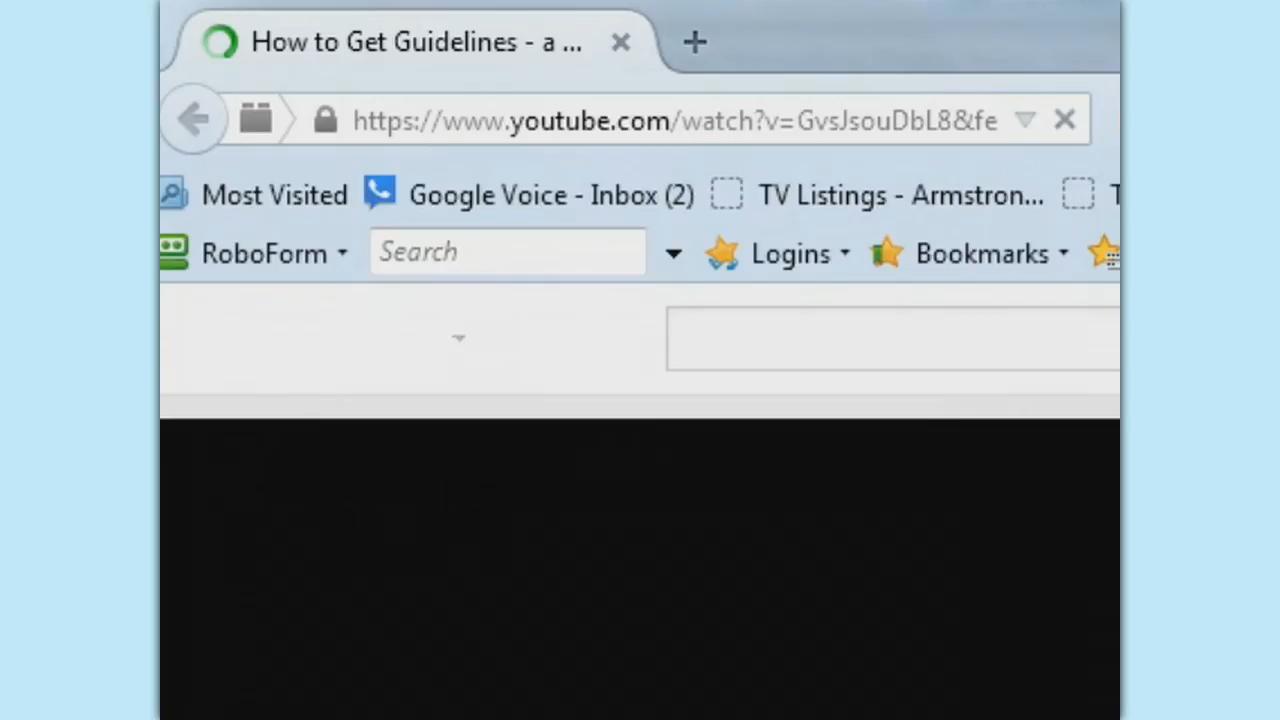 How to Get Guidelines - a ...
https://www.youtube.com/watch?v=GvsJsouDbL8&fe
Most Visited Google Voice - Inbox (2) TV Listings - Armstron... T
RoboForm Search Logins Bookmarks